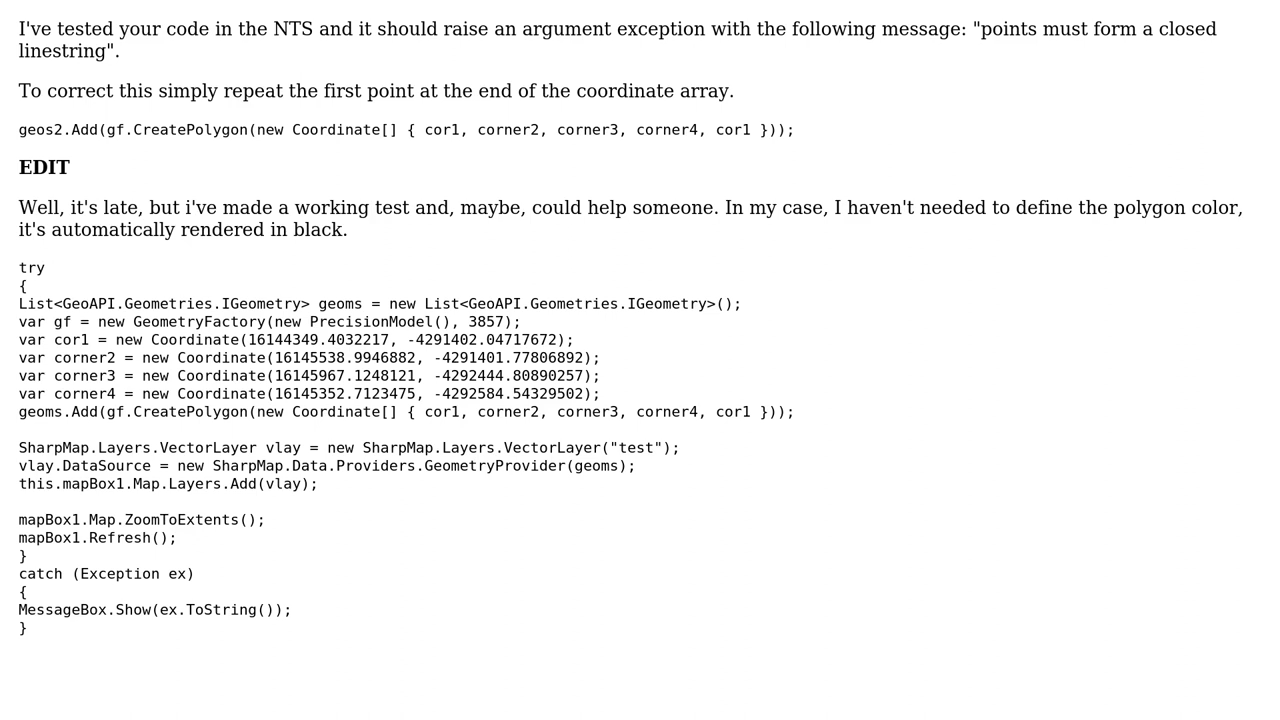 I've tested your code in the NTS and it should raise an argument exception with the following message: "points must form a closed
linestring".
To correct this simply repeat the first point at the end of the coordinate array.
geos2.Add(gf.CreatePolygon(new Coordinate[] { cor1, corner2, corner3, corner4, cor1 }));
EDIT
Well, it's late, but i've made a working test and, maybe, could help someone. In my case, I haven't needed to define the polygon color,
it's automatically rendered in black.
try
{
List<GeoAPI.Geometries.IGeometry> geoms = new List<GeoAPI.Geometries.IGeometry>();
var gf = new GeometryFactory(new PrecisionModel(), 3857);
var cor1 = new Coordinate(16144349.4032217, -4291402.04717672);
var corner2 = new Coordinate(16145538.9946882, -4291401.77806892);
var corner3 = new Coordinate(16145967.1248121, -4292444.80890257);
var corner4 = new Coordinate(16145352.7123475, -4292584.54329502);
geoms.Add(gf.CreatePolygon(new Coordinate[] { cor1, corner2, corner3, corner4, cor1 }));
SharpMap.Layers.VectorLayer vlay = new SharpMap.Layers.VectorLayer("test");
vlay.DataSource = new SharpMap.Data.Providers.GeometryProvider(geoms);
this.mapBox1.Map.Layers.Add(vlay);
mapBox1.Map.ZoomToExtents();
mapBox1.Refresh();
}
catch (Exception ex)
{
MessageBox.Show(ex.ToString());
}